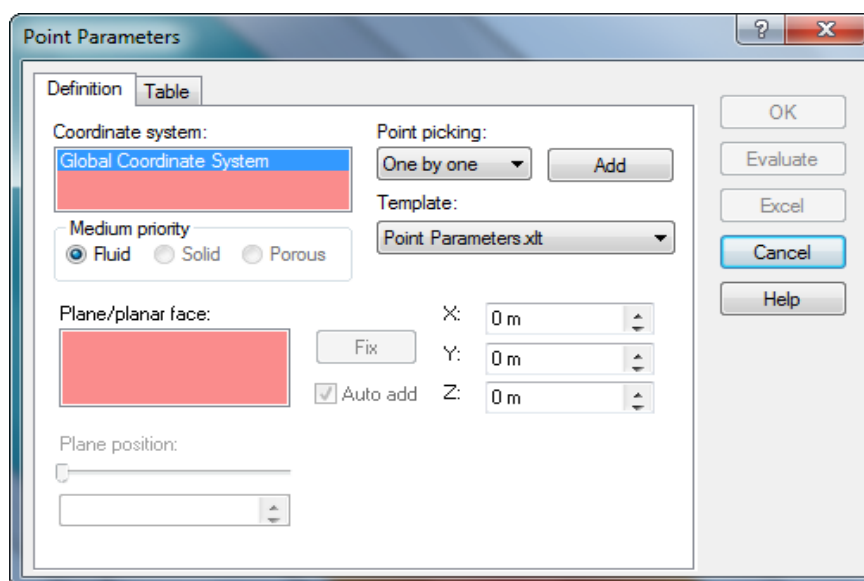 Point Parameters
?
X
Definition
Table
Coordinate system:
Global Coordinate System
Point picking:
One by one
Add
Template:
Point Parameters.xlt
Medium priority
Fluid
Solid
Porous
Plane/planar face:
Fix
Auto add
X:
0 m
Y:
0 m
Z:
0 m
Plane position:
OK
Evaluate
Excel
Cancel
Help